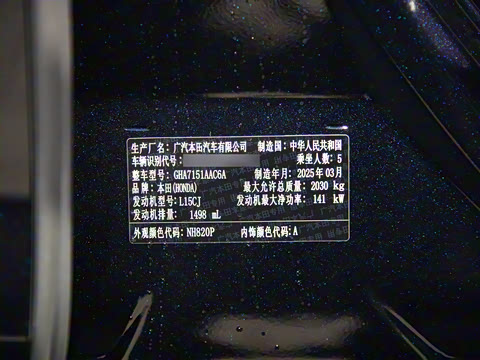 生产厂名：广汽本田汽车有限公司 制造国：中华人民共和国
车辆识别代号： 乘坐人数：5
整车型号：GHA7151AAC6A 制造年月：2025年03月
品牌：本田(HONDA) 最大允许总质量：2030 kg
发动机型号：L15CJ 发动机最大净功率：141 kW
发动机排量：1498 mL
外观颜色代码：NH820P 内饰颜色代码：A